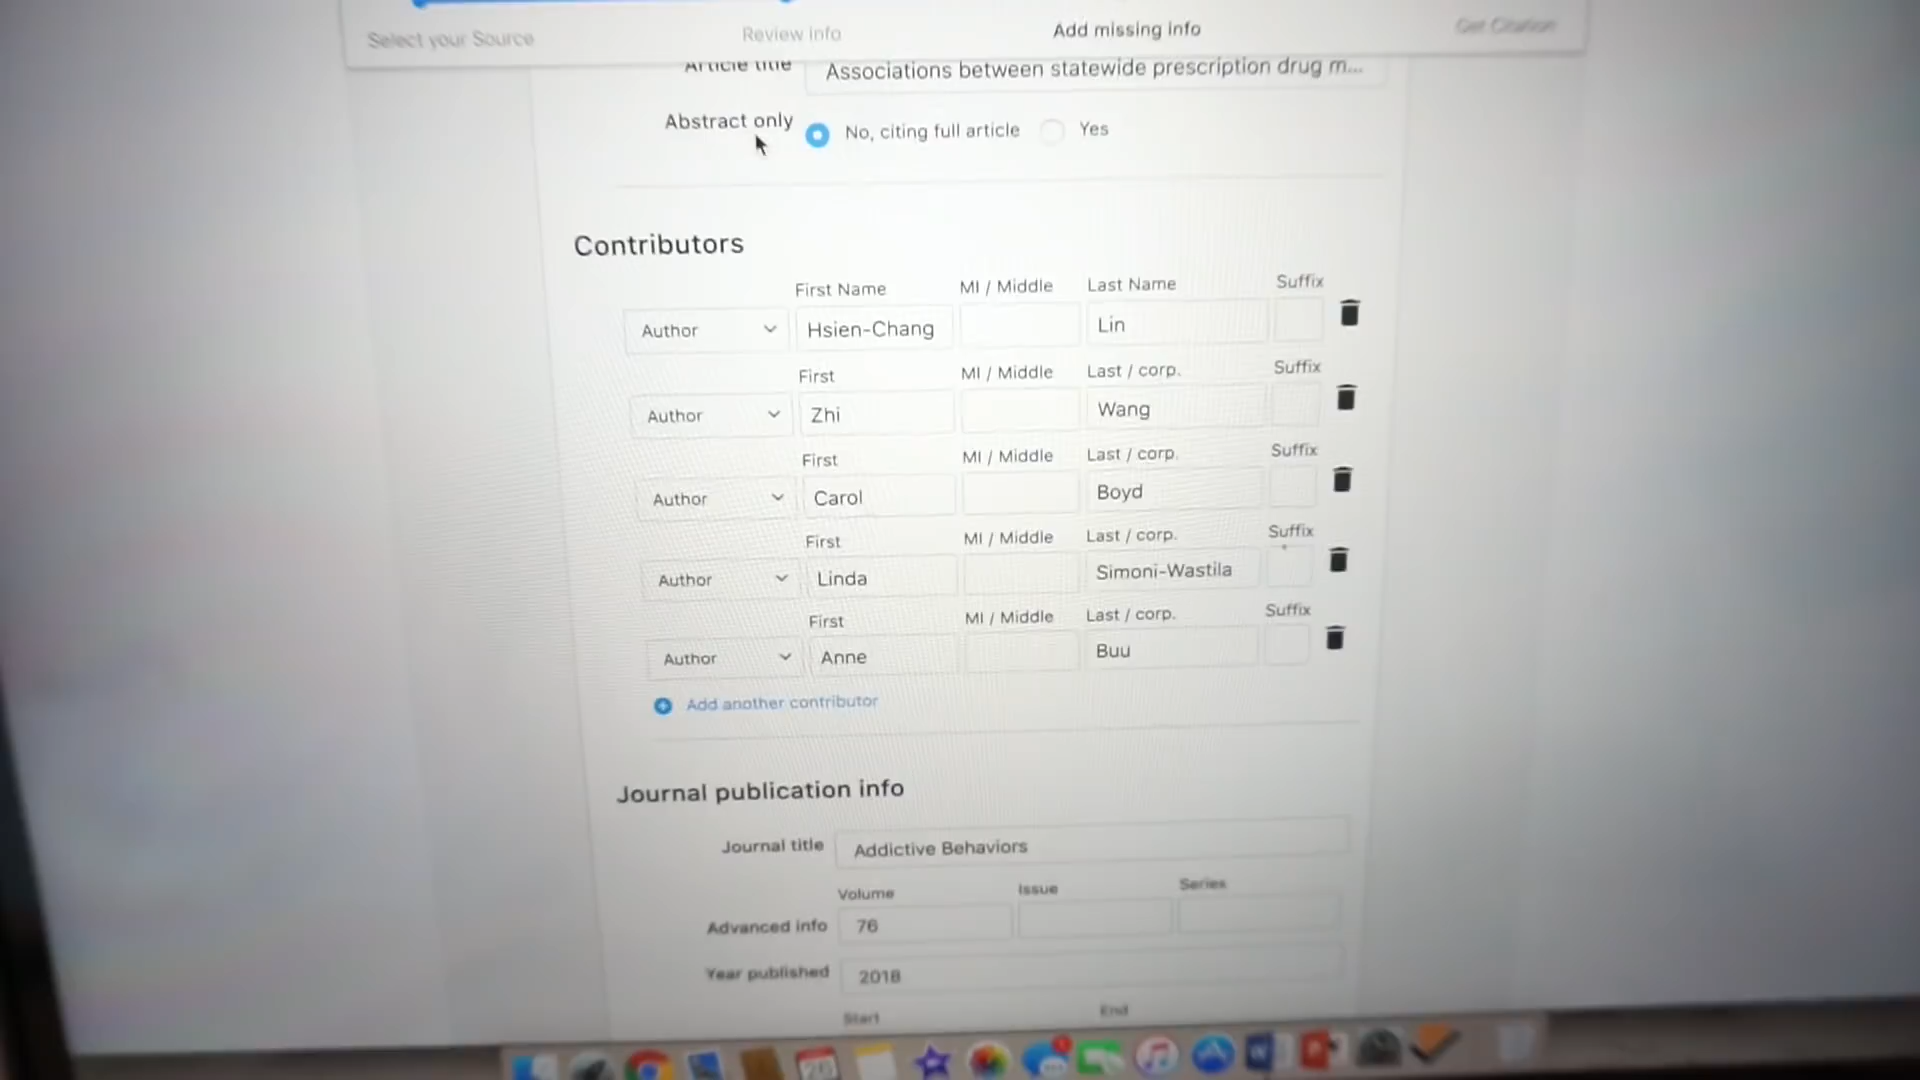 Select your Source Review info Add missing info Get Citation
Article title Associations between statewide prescription drug m...
Abstract only No, citing full article Yes
Contributors
First Name MI / Middle Last Name Suffix
Author Hsien-Chang Lin
First MI / Middle Last / corp. Suffix
Author Zhi Wang
First MI / Middle Last / corp. Suffix
Author Carol Boyd
First MI / Middle Last / corp. Suffix
Author Linda Simoni-Wastila
First MI / Middle Last / corp. Suffix
Author Anne Buu
Add another contributor
Journal publication info
Journal title Addictive Behaviors
Volume Issue Series
Advanced info 76
Year published 2018
Start End